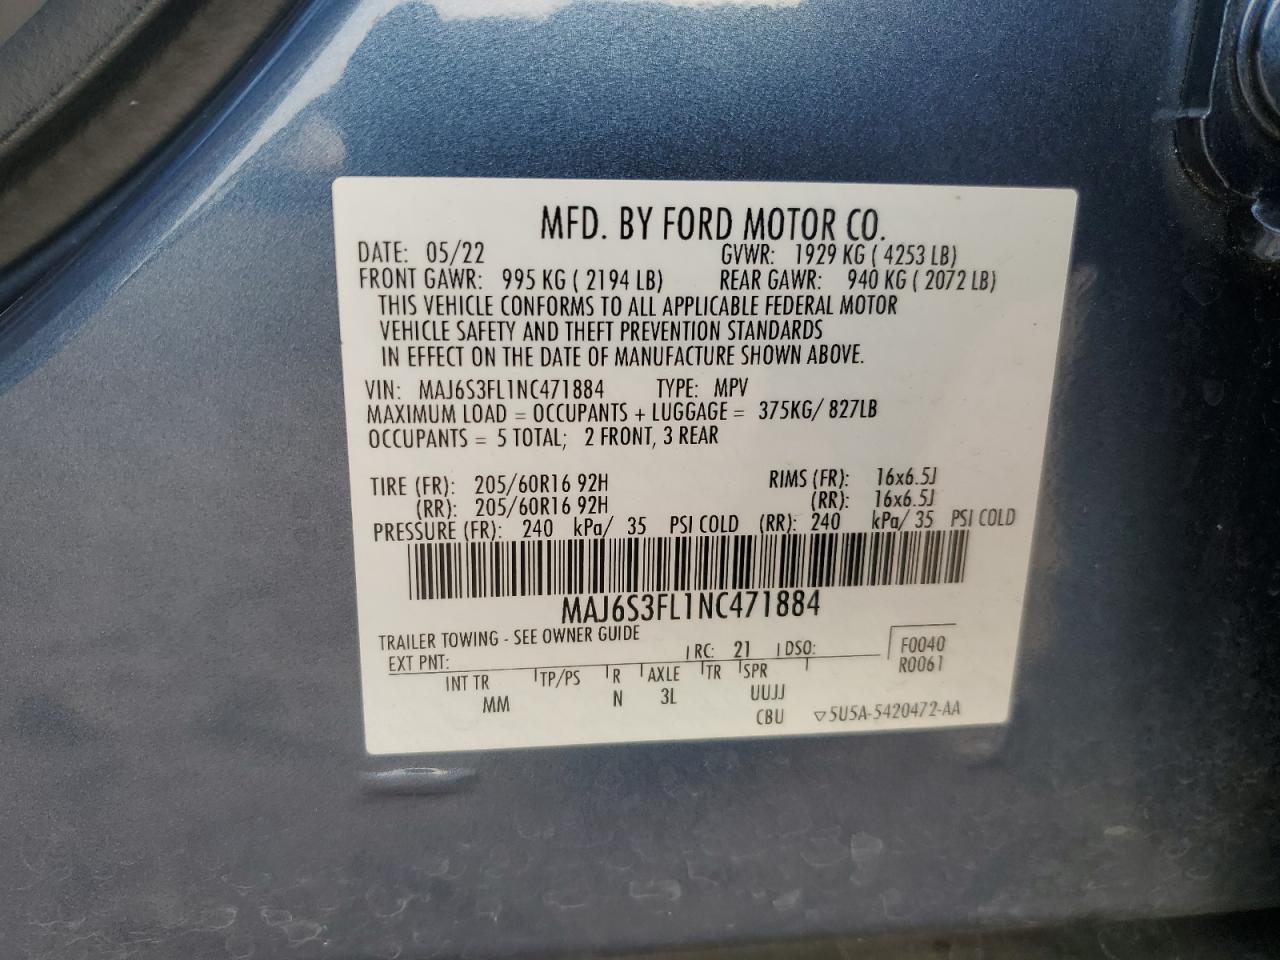 MFD. BY FORD MOTOR CO.
DATE: 05/22 GVWR: 1929 KG ( 4253 LB)
FRONT GAWR: 995 KG ( 2194 LB) REAR GAWR: 940 KG ( 2072 LB)
THIS VEHICLE CONFORMS TO ALL APPLICABLE FEDERAL MOTOR
VEHICLE SAFETY AND THEFT PREVENTION STANDARDS
IN EFFECT ON THE DATE OF MANUFACTURE SHOWN ABOVE.
VIN: MAJ6S3FL1NC471884 TYPE: MPV
MAXIMUM LOAD = OCCUPANTS + LUGGAGE = 375KG/ 827LB
OCCUPANTS = 5 TOTAL; 2 FRONT, 3 REAR
TIRE (FR): 205/60R16 92H RIMS (FR): 16x6.5J
(RR): 205/60R16 92H (RR): 16x6.5J
PRESSURE (FR): 240 kPa/ 35 PSI COLD (RR): 240 kPa/ 35 PSI COLD
MAJ6S3FL1NC471884
TRAILER TOWING - SEE OWNER GUIDE
EXT PNT: RC: 21 DSO: F0040
R0061
INT TR TP/PS R AXLE TR SPR
MM N 3L UUJJ
CBU ▽5U5A-5420472-AA